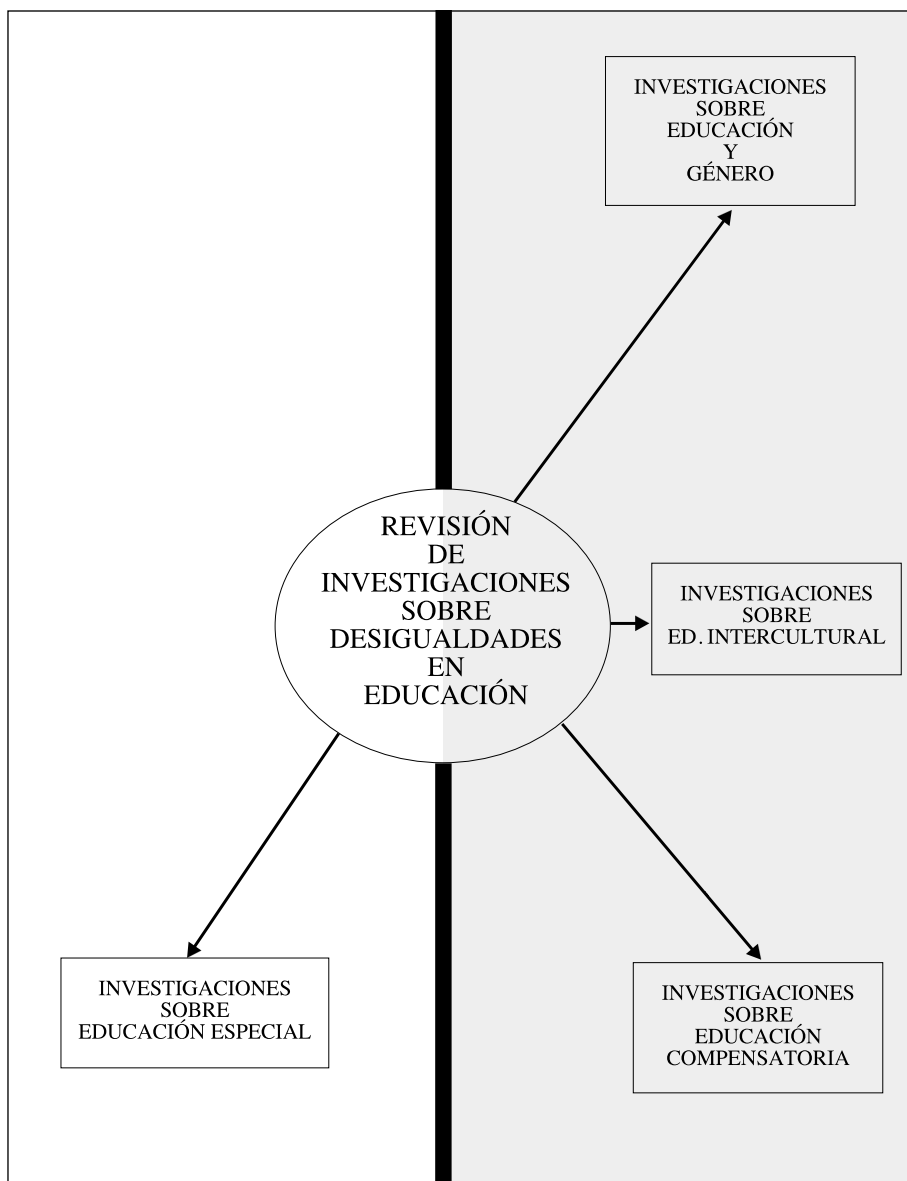 INVESTIGACIONES
SOBRE
EDUCACIÓN
Y
GÉNERO
REVISIÓN
DE
INVESTIGACIONES
SOBRE
DESIGUALDADES
EN
EDUCACIÓN
INVESTIGACIONES
SOBRE
ED. INTERCULTURAL
INVESTIGACIONES
SOBRE
EDUCACIÓN ESPECIAL
INVESTIGACIONES
SOBRE
EDUCACIÓN
COMPENSATORIA